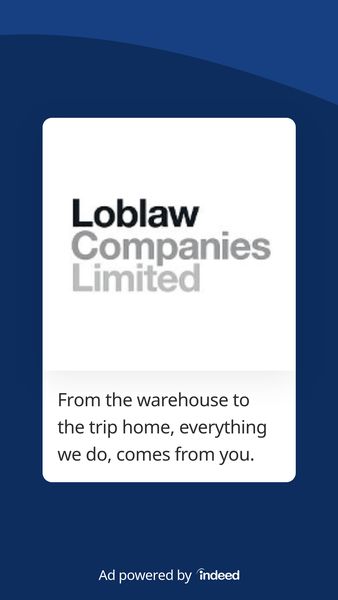 Loblaw
Companies
Limited
From the warehouse to
the trip home, everything
we do, comes from you.
Ad powered by indeed